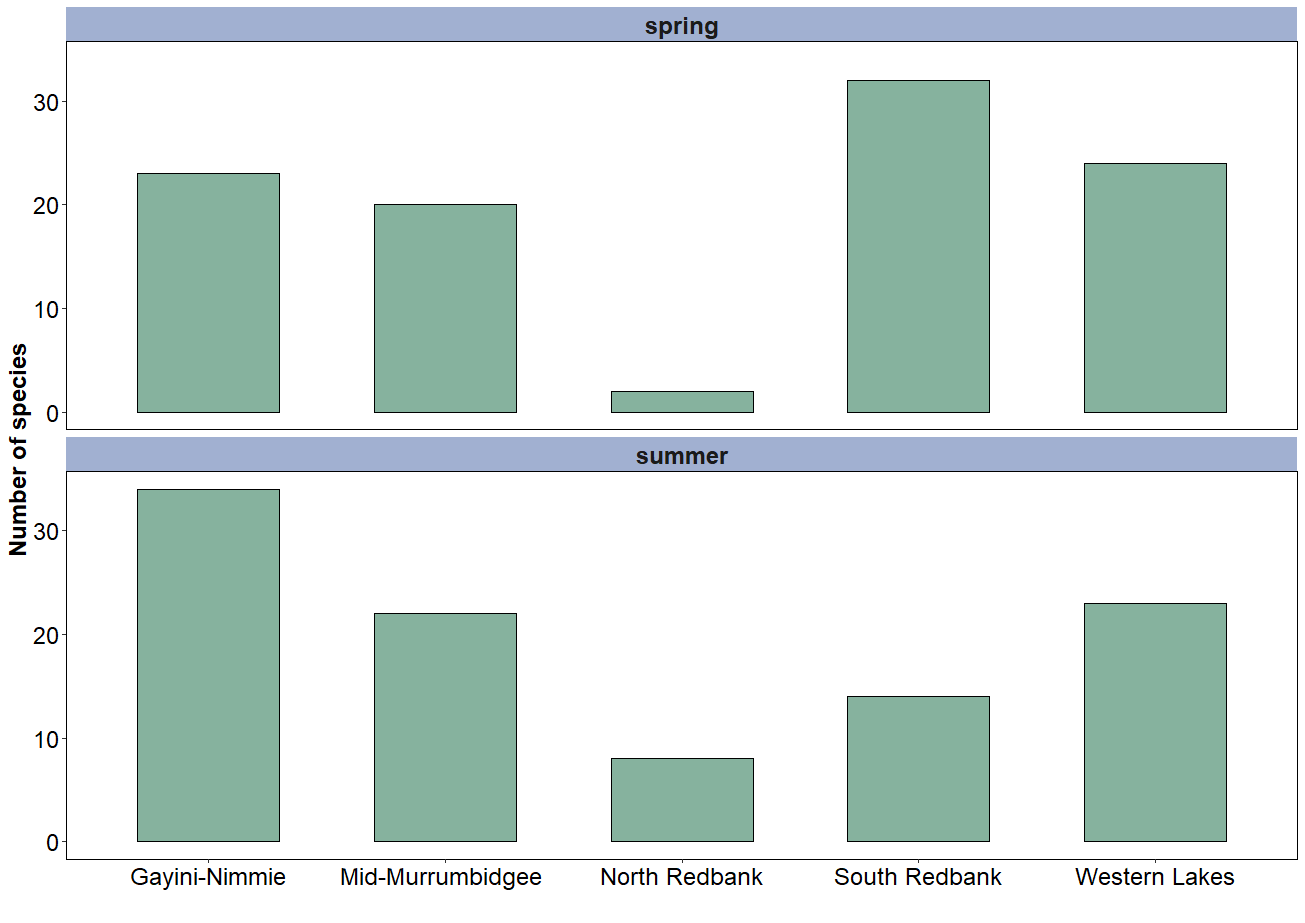 spring
30
20
10
0
Number of species
summer
30
20
10
0
Gayini-Nimmie Mid-Murrumbidgee North Redbank South Redbank Western Lakes